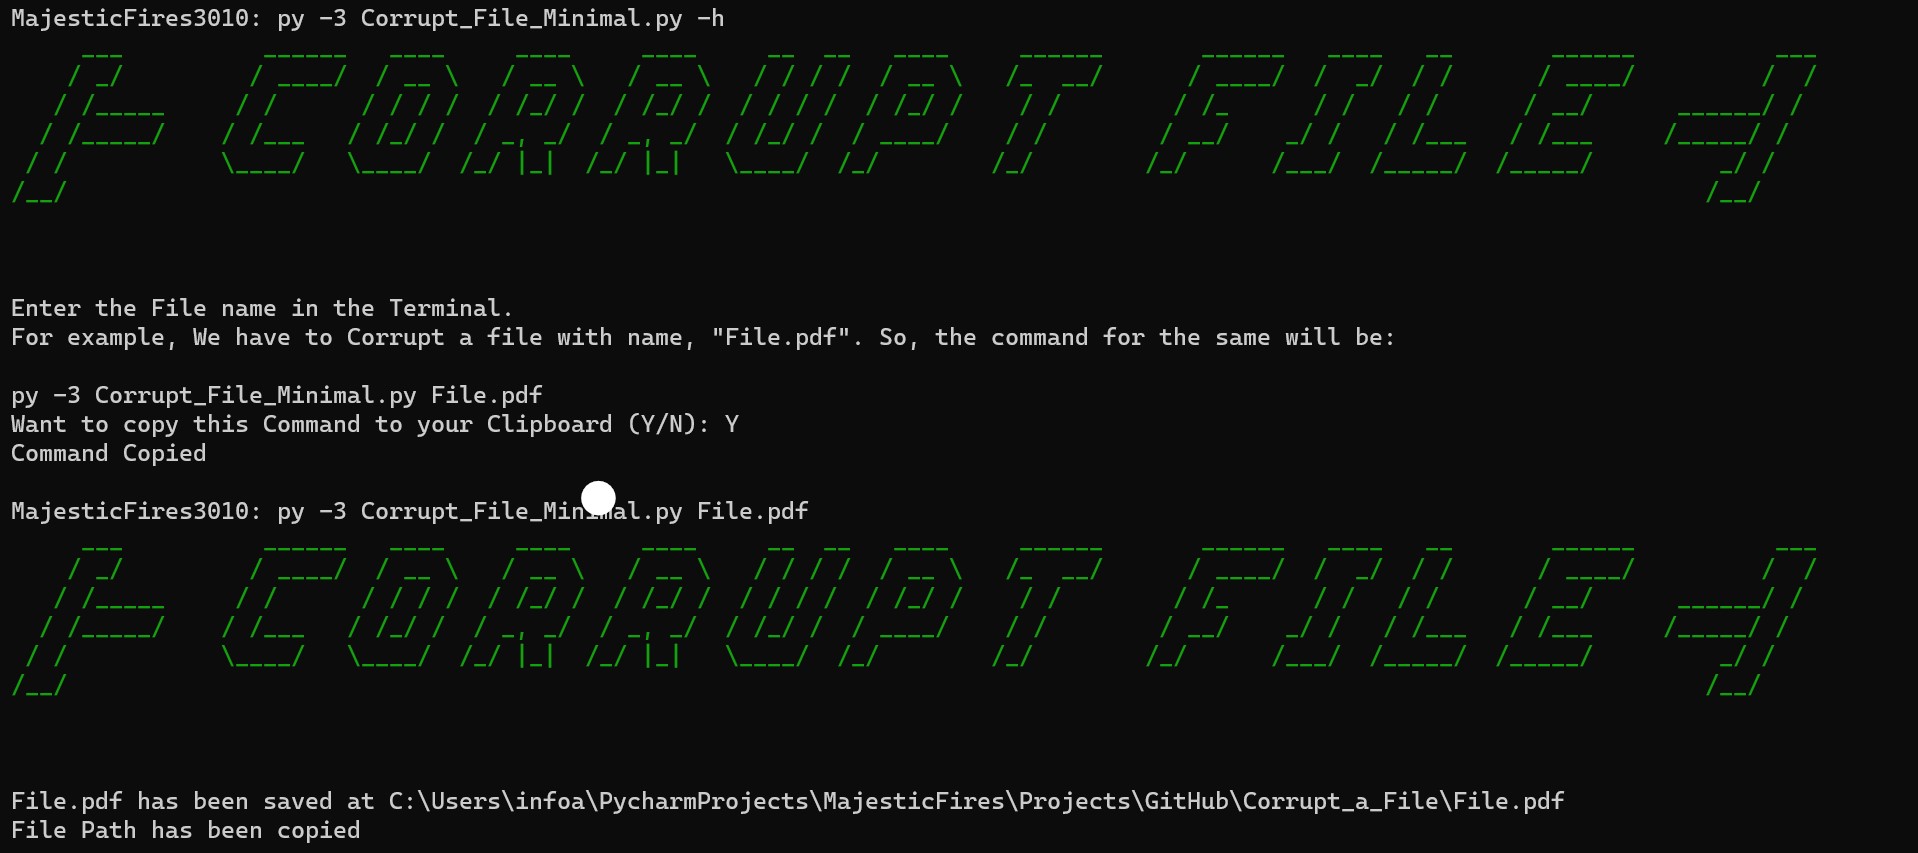 MajesticFires3010: py -3 Corrupt_File_Minimal.py -h
CORRUPT FILE
Enter the File name in the Terminal.
For example, We have to Corrupt a file with name, "File.pdf". So, the command for the same will be:
py -3 Corrupt_File_Minimal.py File.pdf
Want to copy this Command to your Clipboard (Y/N): Y
Command Copied
MajesticFires3010: py -3 Corrupt_File_Minimal.py File.pdf
CORRUPT FILE
File.pdf has been saved at C:\Users\infoa\PycharmProjects\MajesticFires\Projects\GitHub\Corrupt_a_File\File.pdf
File Path has been copied